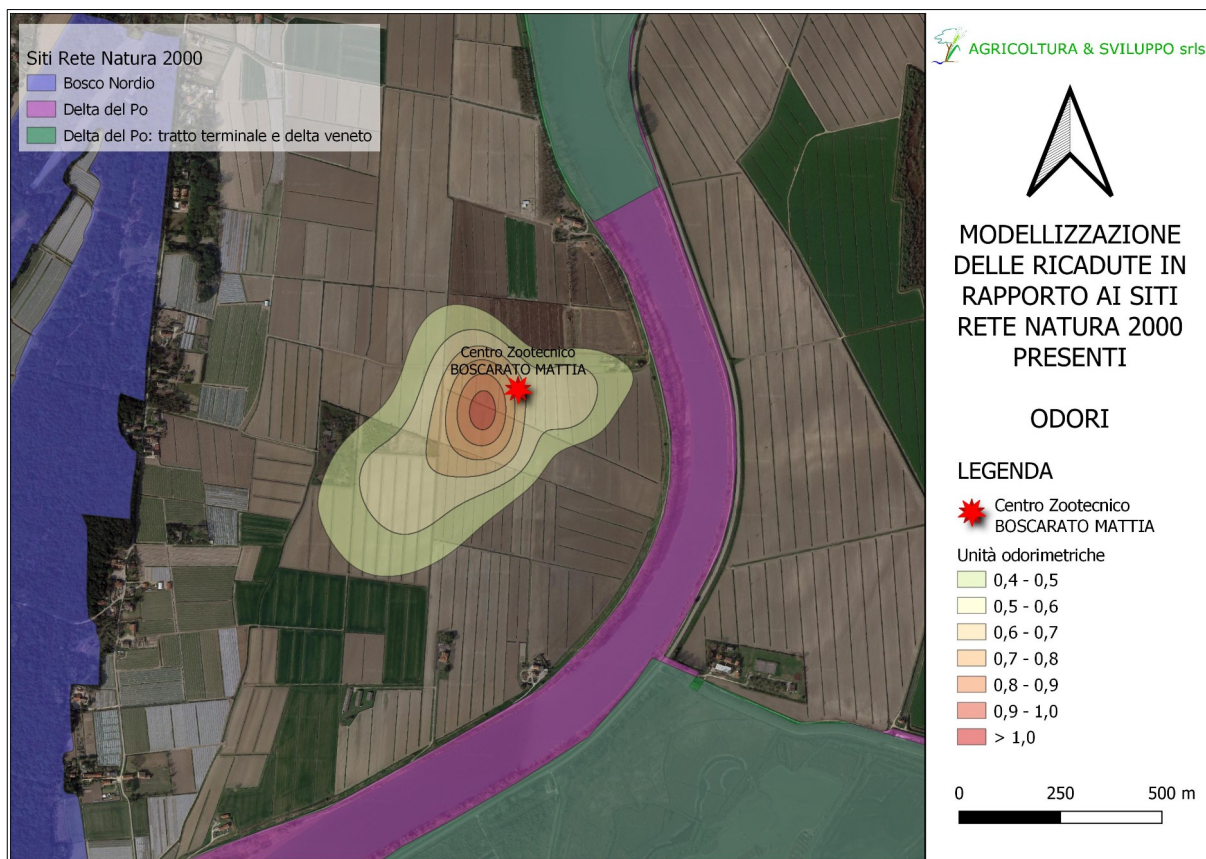 Siti Rete Natura 2000
Bosco Nordio
Delta del Po
Delta del Po: tratto terminale e delta veneto
Centro Zootecnico
BOSCARATO MATTIA
AGRICOLTURA & SVILUPPO srls
MODELLIZZAZIONE
DELLE RICADUTE IN
RAPPORTO AI SITI
RETE NATURA 2000
PRESENTI
ODORI
LEGENDA
Centro Zootecnico
BOSCARATO MATTIA
Unità odorimetriche
0,4 - 0,5
0,5 - 0,6
0,6 - 0,7
0,7 - 0,8
0,8 - 0,9
0,9 - 1,0
> 1,0
0 250 500 m